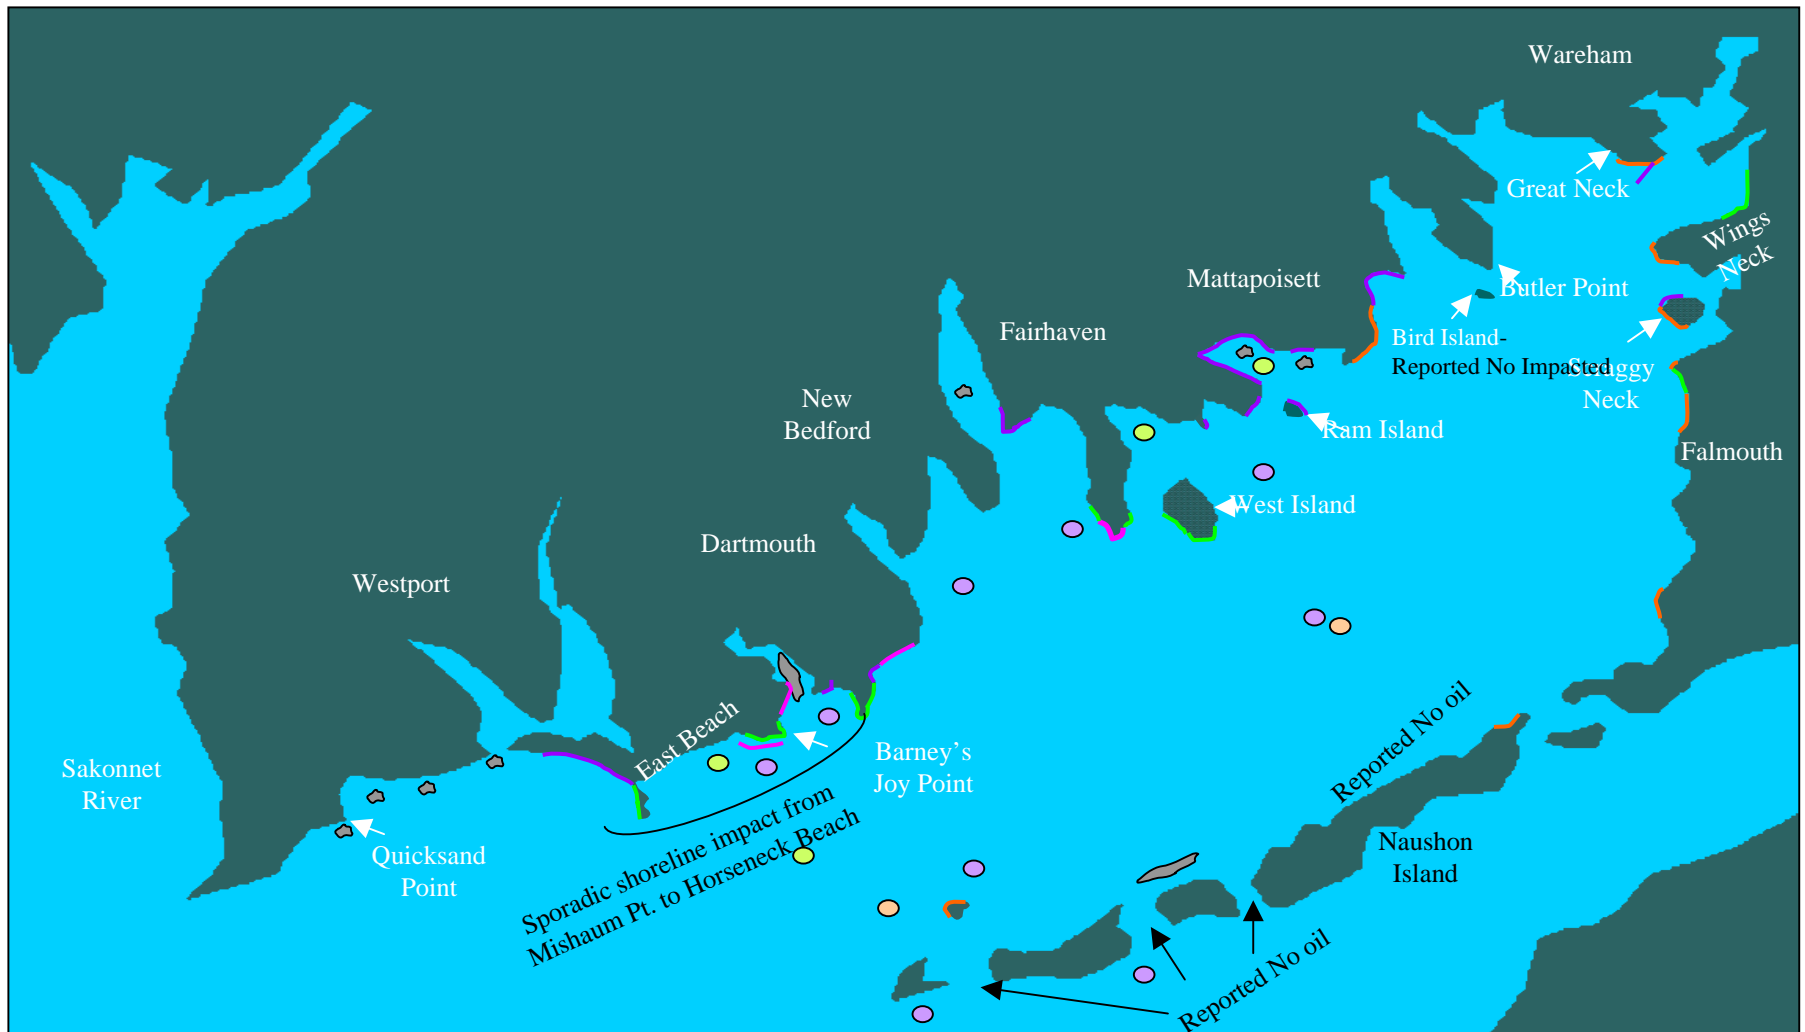 Wareham
Great Neck
Wings
Neck
Mattapoisett
Butler Point
Fairhaven
Bird Island-
Reported No Impacted
Scraggy
Neck
New
Bedford
Ram Island
Falmouth
West Island
Dartmouth
Westport
East Beach
Barney’s
Joy Point
Sakonnet
River
Reported No oil
Quicksand
Point
Sporadic shoreline impact from
Mishaum Pt. to Horseneck Beach
Naushon
Island
Reported No oil